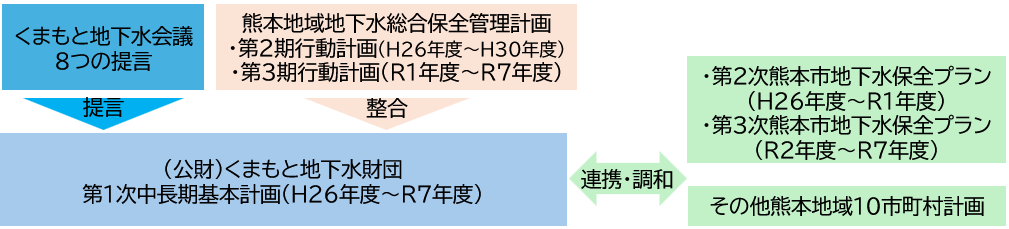 くまもと地下水会議
8つの提言
熊本地域地下水総合保全管理計画
・第2期行動計画(H26年度～H30年度)
・第3期行動計画(R1年度～R7年度)
提言
整合
(公財)くまもと地下水財団
第1次中長期基本計画(H26年度～R7年度)
連携・調和
・第2次熊本市地下水保全プラン
(H26年度～R1年度)
・第3次熊本市地下水保全プラン
(R2年度～R7年度)
その他熊本地域10市町村計画